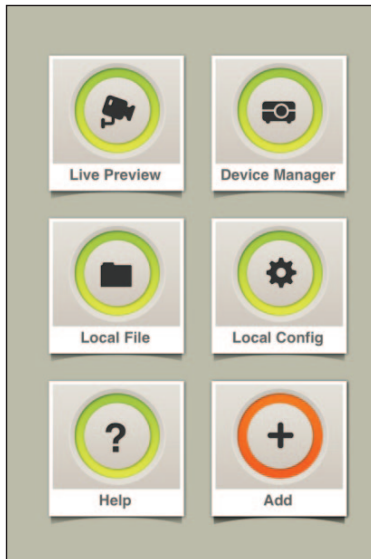 Live Preview
Device Manager
Local File
Local Config
?
Help
Add